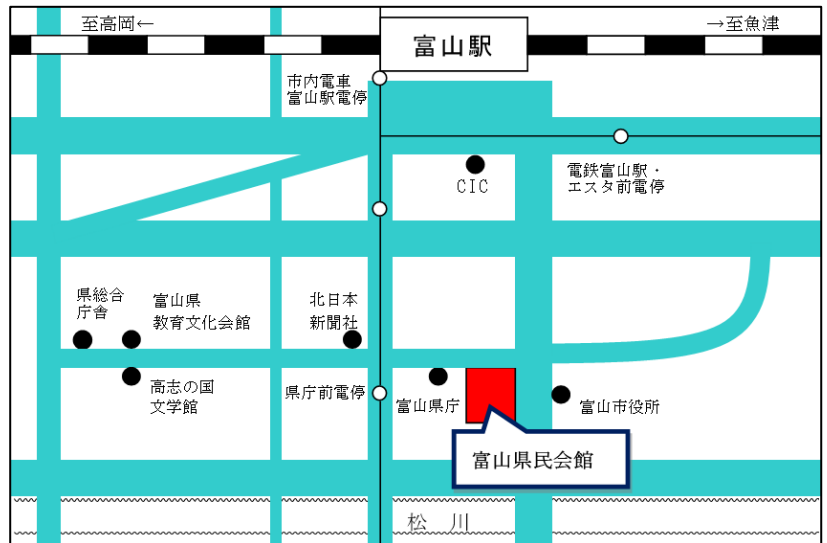 至高岡←
→至魚津
富山駅
市内電車
富山駅電停
CIC
電鉄富山駅・
エスタ前電停
県総合
庁舎
富山県
教育文化会館
北日本
新聞社
高志の国
文学館
県庁前電停
富山県庁
富山市役所
富山県民会館
松 川